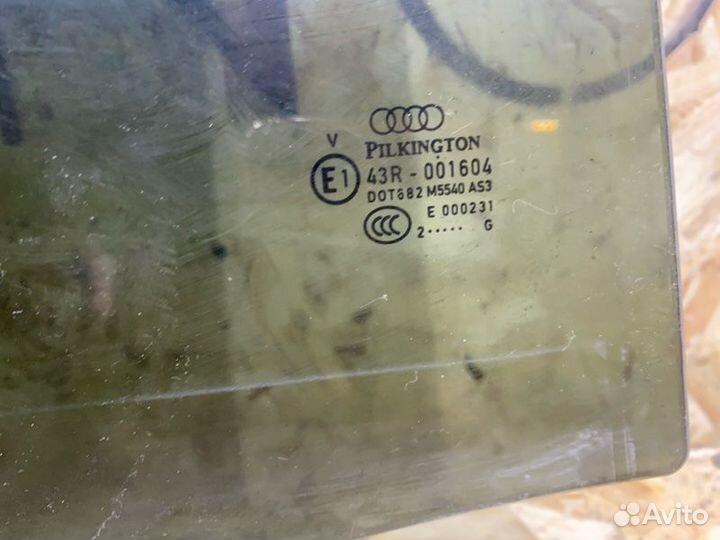 V
PILKINGTON
E1 43R - 001604
DOT682 M5540 AS3
CCC E 000231
2····· G
Avito